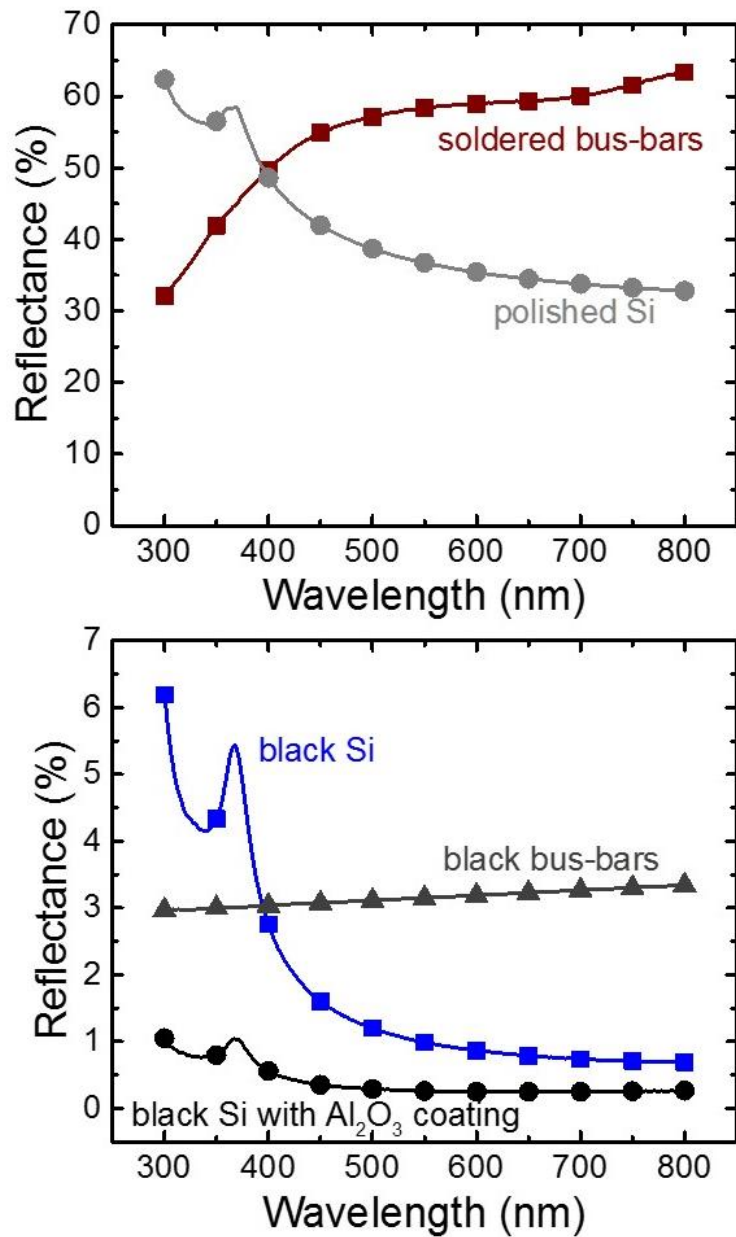 70
60
50
40
30
20
10
0
Reflectance (%)
soldered bus-bars
polished Si
300 400 500 600 700 800
Wavelength (nm)
7
6
5
4
3
2
1
0
Reflectance (%)
black Si
black bus-bars
black Si with Al₂O₃ coating
300 400 500 600 700 800
Wavelength (nm)